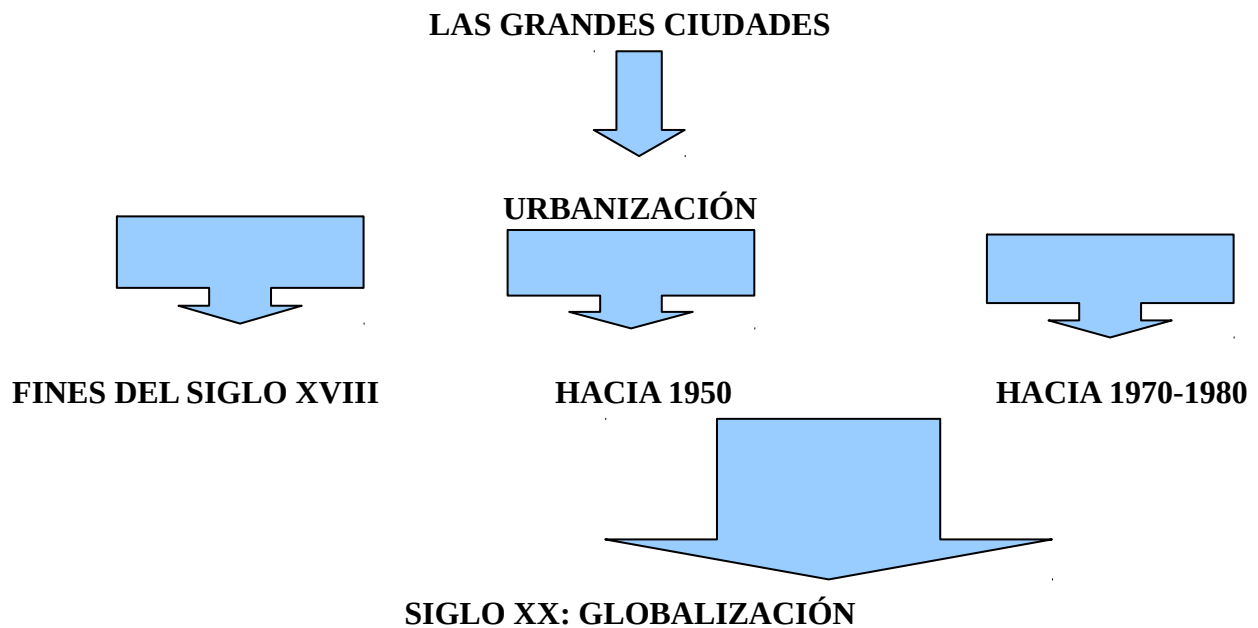 LAS GRANDES CIUDADES
URBANIZACIÓN
FINES DEL SIGLO XVIII HACIA 1950 HACIA 1970-1980
SIGLO XX: GLOBALIZACIÓN